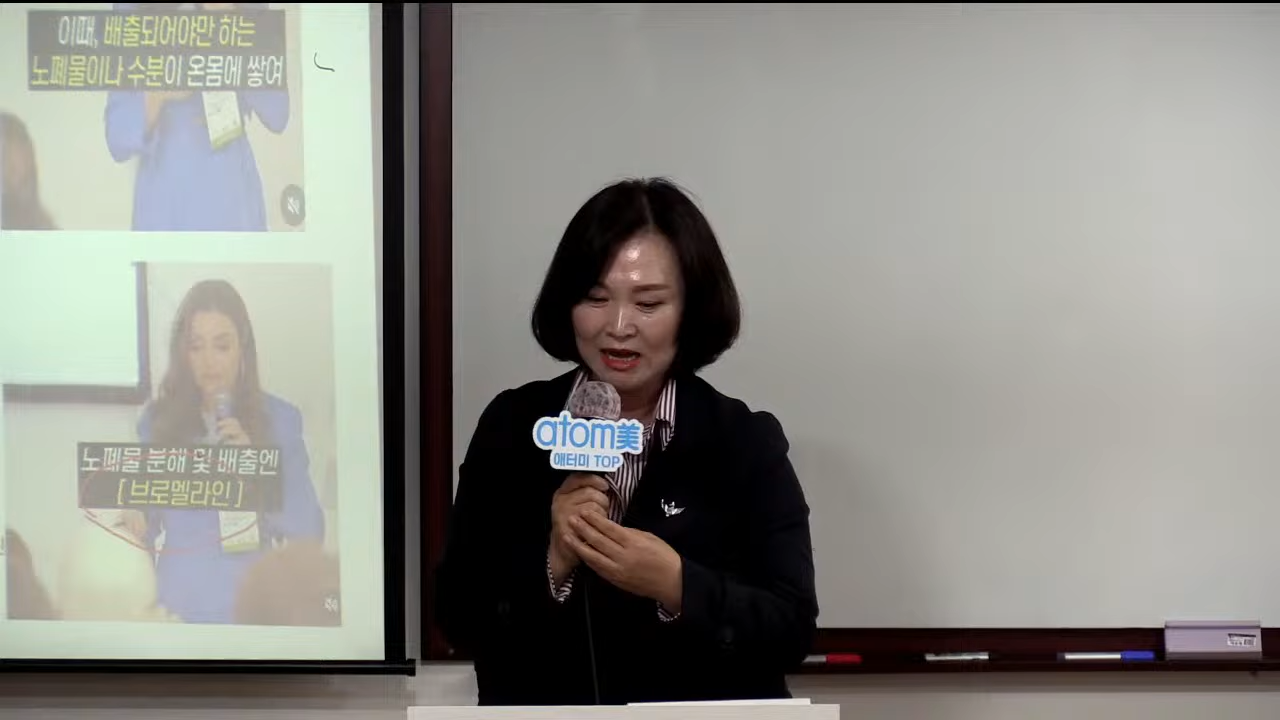 이때, 배출되어야만 하는
노폐물이나 수분이 온몸에 쌓여
노폐물 분해 및 배출엔
[ 브로멜라인 ]
atom美
애터미 TOP